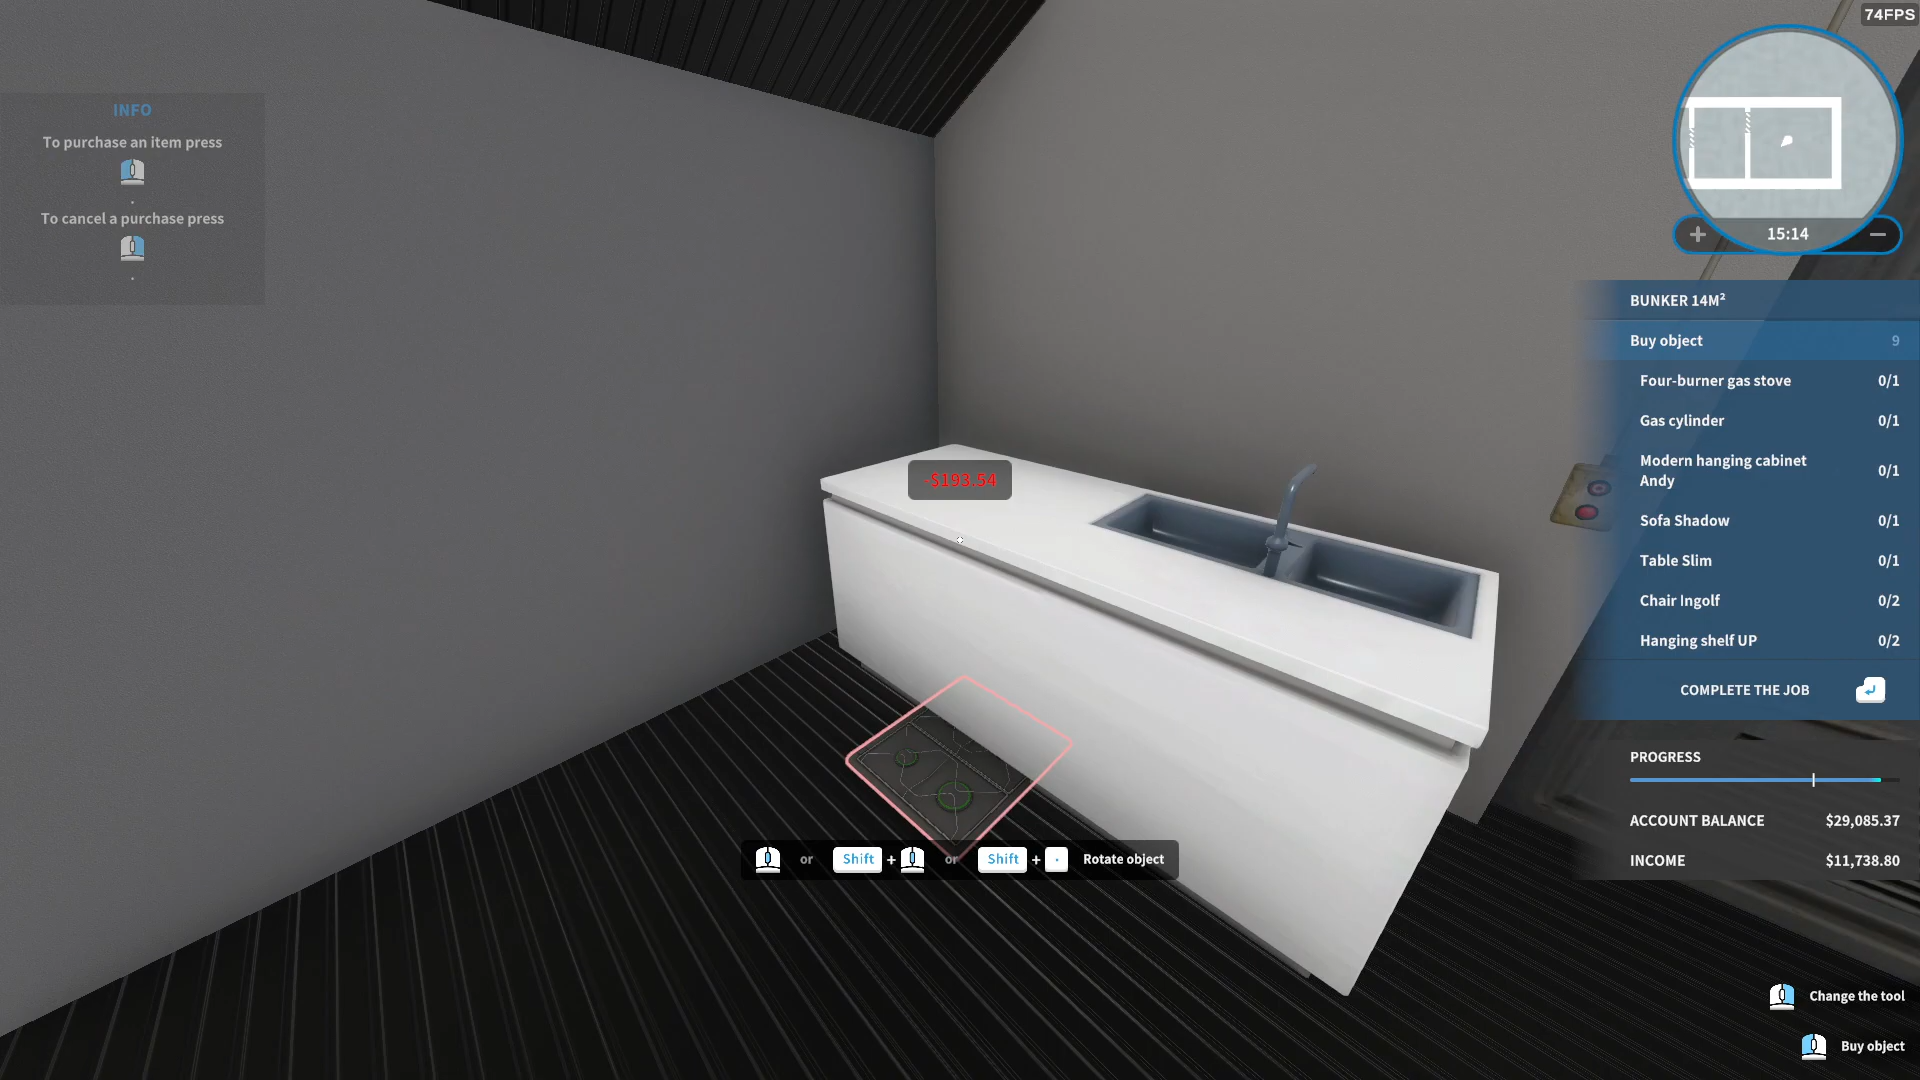 74FPS
INFO
To purchase an item press
.
To cancel a purchase press
.
15:14
BUNKER 14M²
Buy object 9
Four-burner gas stove 0/1
Gas cylinder 0/1
Modern hanging cabinet
Andy 0/1
Sofa Shadow 0/1
Table Slim 0/1
Chair Ingolf 0/2
Hanging shelf UP 0/2
COMPLETE THE JOB
-$193.54
PROGRESS
ACCOUNT BALANCE $29,085.37
INCOME $11,738.80
or Shift + or Shift + · Rotate object
Change the tool
Buy object